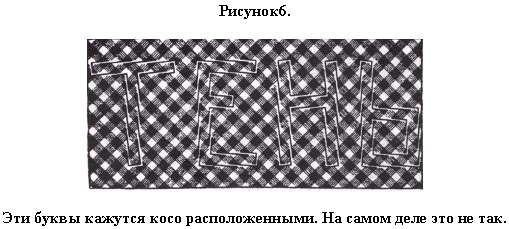 Рисунок6.
ТЕНЬ
Эти буквы кажутся косо расположенными. На самом деле это не так.